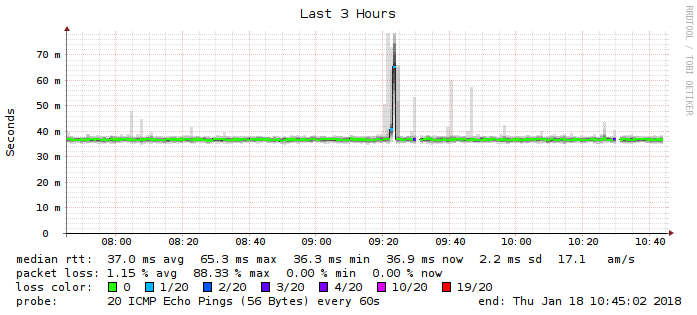 Last 3 Hours
RRDTOOL / TOBI OETIKER
Seconds
70 m
60 m
50 m
40 m
30 m
20 m
10 m
0
08:00 08:20 08:40 09:00 09:20 09:40 10:00 10:20 10:40
median rtt: 37.0 ms avg 65.3 ms max 36.3 ms min 36.9 ms now 2.2 ms sd 17.1 am/s
packet loss: 1.15 % avg 88.33 % max 0.00 % min 0.00 % now
loss color: 0 1/20 2/20 3/20 4/20 10/20 19/20
probe: 20 ICMP Echo Pings (56 Bytes) every 60s end: Thu Jan 18 10:45:02 2018